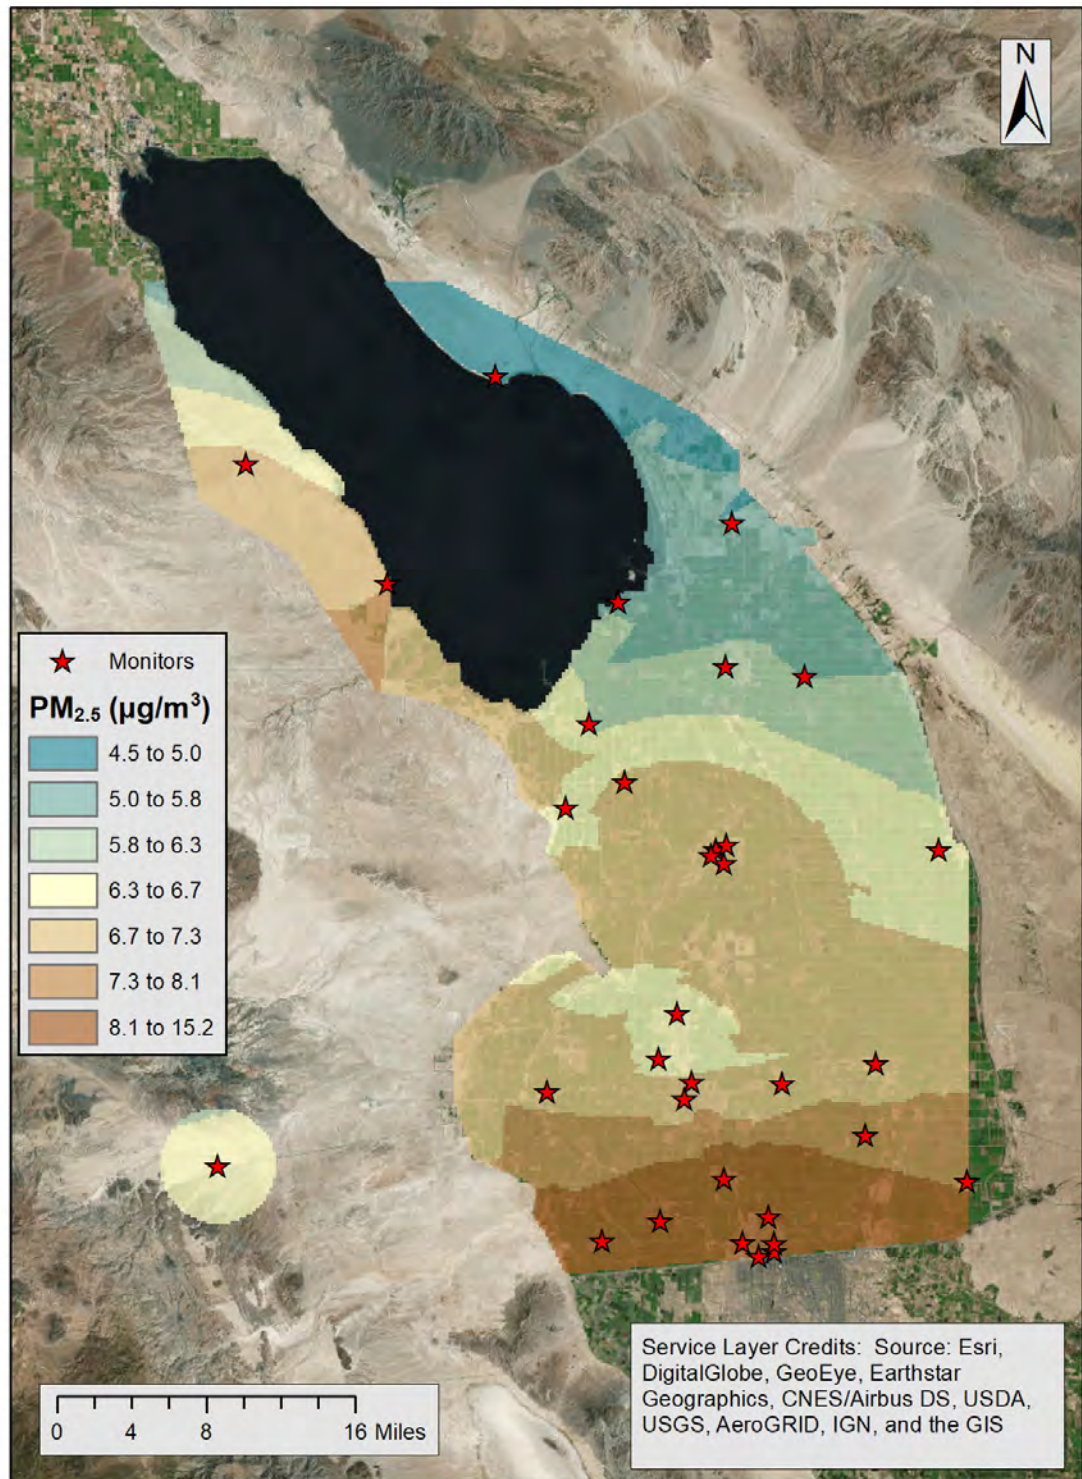 N
Monitors
PM2.5 (µg/m³)
4.5 to 5.0
5.0 to 5.8
5.8 to 6.3
6.3 to 6.7
6.7 to 7.3
7.3 to 8.1
8.1 to 15.2
Service Layer Credits: Source: Esri,
DigitalGlobe, GeoEye, Earthstar
Geographics, CNES/Airbus DS, USDA,
USGS, AeroGRID, IGN, and the GIS
0 4 8 16 Miles